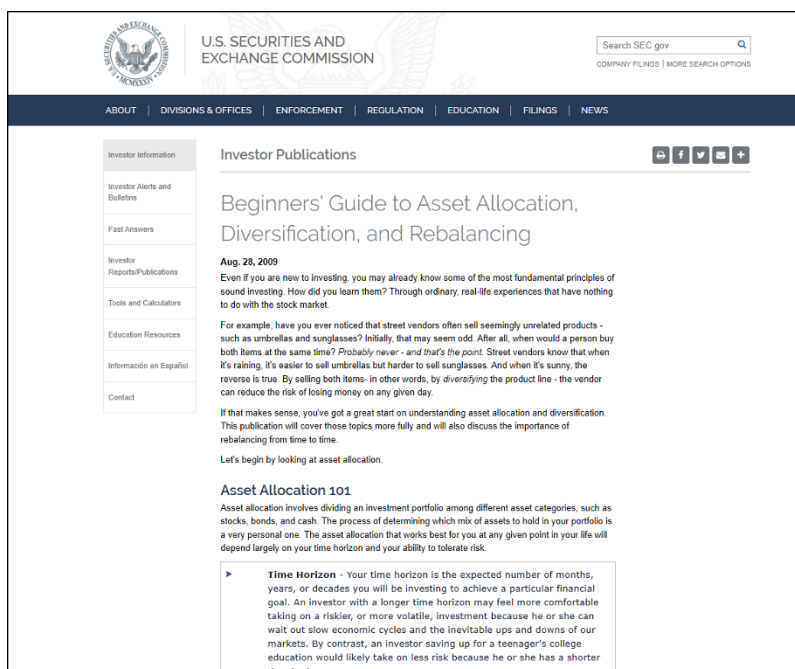 SECURITIES AND EXCHANGE COMMISSION
MCMXXXIV
U.S. SECURITIES AND
EXCHANGE COMMISSION
Search SEC.gov
COMPANY FILINGS | MORE SEARCH OPTIONS
ABOUT | DIVISIONS & OFFICES | ENFORCEMENT | REGULATION | EDUCATION | FILINGS | NEWS
Investor Information
Investor Alerts and
Bulletins
Fast Answers
Investor
Reports/Publications
Tools and Calculators
Education Resources
Información en Español
Contact
Investor Publications
Beginners' Guide to Asset Allocation,
Diversification, and Rebalancing
Aug. 28, 2009
Even if you are new to investing, you may already know some of the most fundamental principles of
sound investing. How did you learn them? Through ordinary, real-life experiences that have nothing
to do with the stock market.
For example, have you ever noticed that street vendors often sell seemingly unrelated products -
such as umbrellas and sunglasses? Initially, that may seem odd. After all, when would a person buy
both items at the same time? Probably never - and that's the point. Street vendors know that when
it's raining, it's easier to sell umbrellas but harder to sell sunglasses. And when it's sunny, the
reverse is true. By selling both items- in other words, by diversifying the product line - the vendor
can reduce the risk of losing money on any given day.
If that makes sense, you've got a great start on understanding asset allocation and diversification.
This publication will cover those topics more fully and will also discuss the importance of
rebalancing from time to time.
Let's begin by looking at asset allocation.
Asset Allocation 101
Asset allocation involves dividing an investment portfolio among different asset categories, such as
stocks, bonds, and cash. The process of determining which mix of assets to hold in your portfolio is
a very personal one. The asset allocation that works best for you at any given point in your life will
depend largely on your time horizon and your ability to tolerate risk.
Time Horizon - Your time horizon is the expected number of months,
years, or decades you will be investing to achieve a particular financial
goal. An investor with a longer time horizon may feel more comfortable
taking on a riskier, or more volatile, investment because he or she can
wait out slow economic cycles and the inevitable ups and downs of our
markets. By contrast, an investor saving up for a teenager's college
education would likely take on less risk because he or she has a shorter